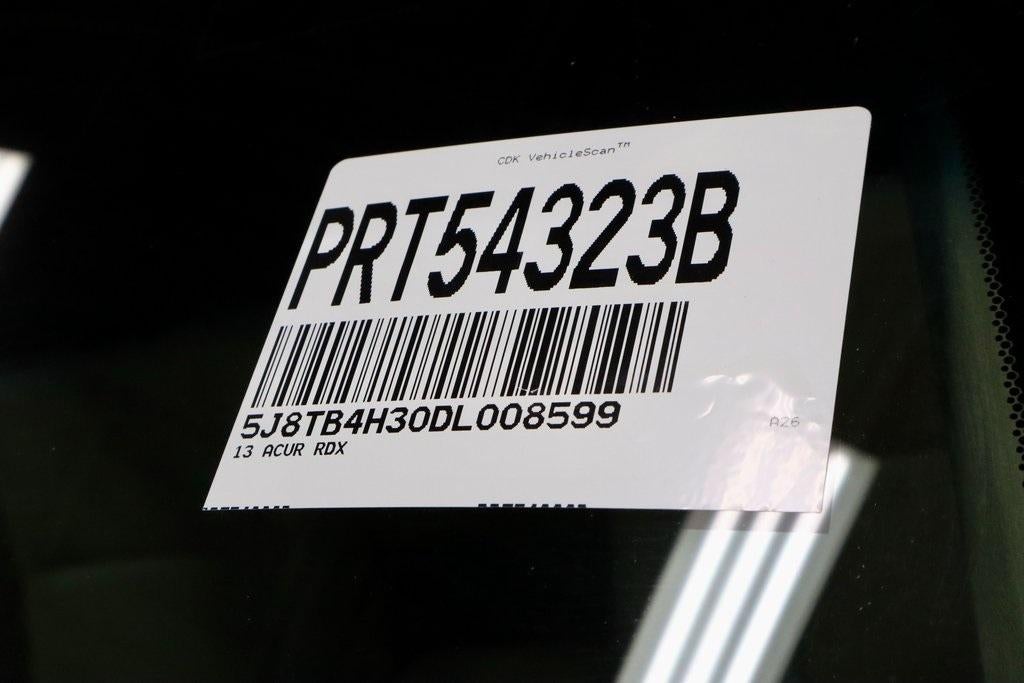 CDK VehicleScan™
PRT54323B
5J8TB4H30DL008599
A26
13 ACUR RDX